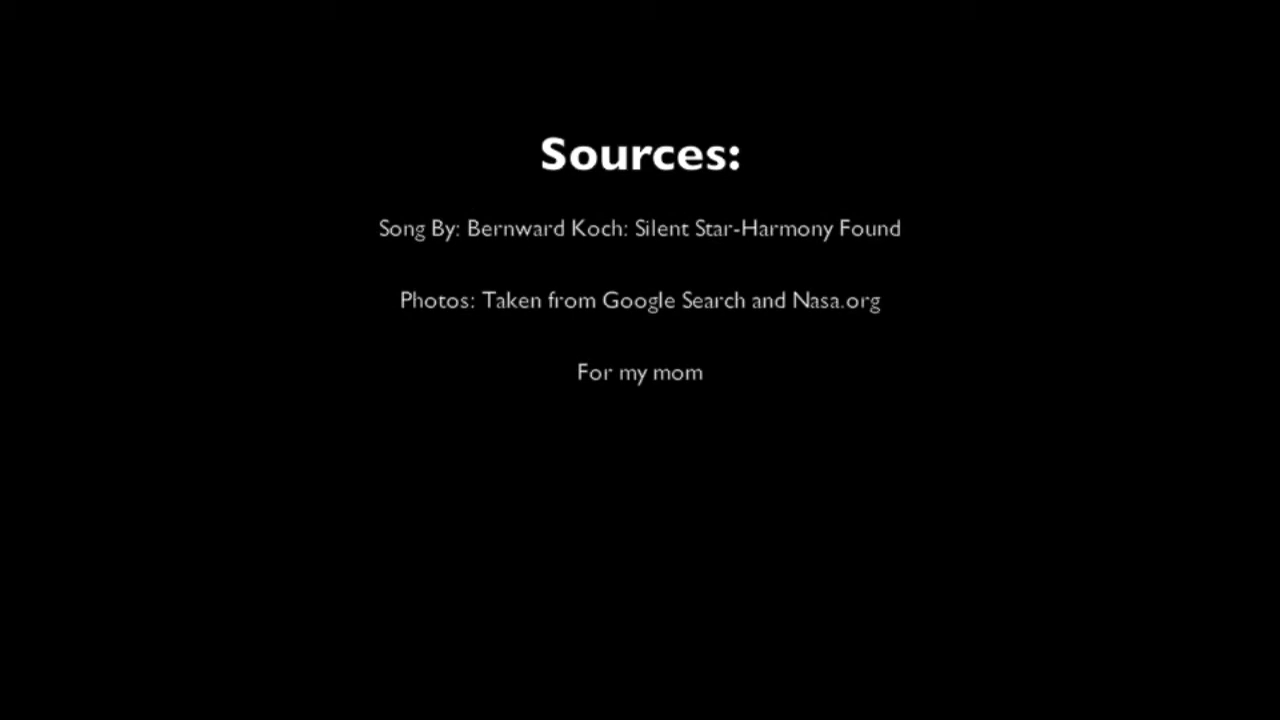 Sources:
Song By: Bernward Koch: Silent Star-Harmony Found
Photos: Taken from Google Search and Nasa.org
For my mom